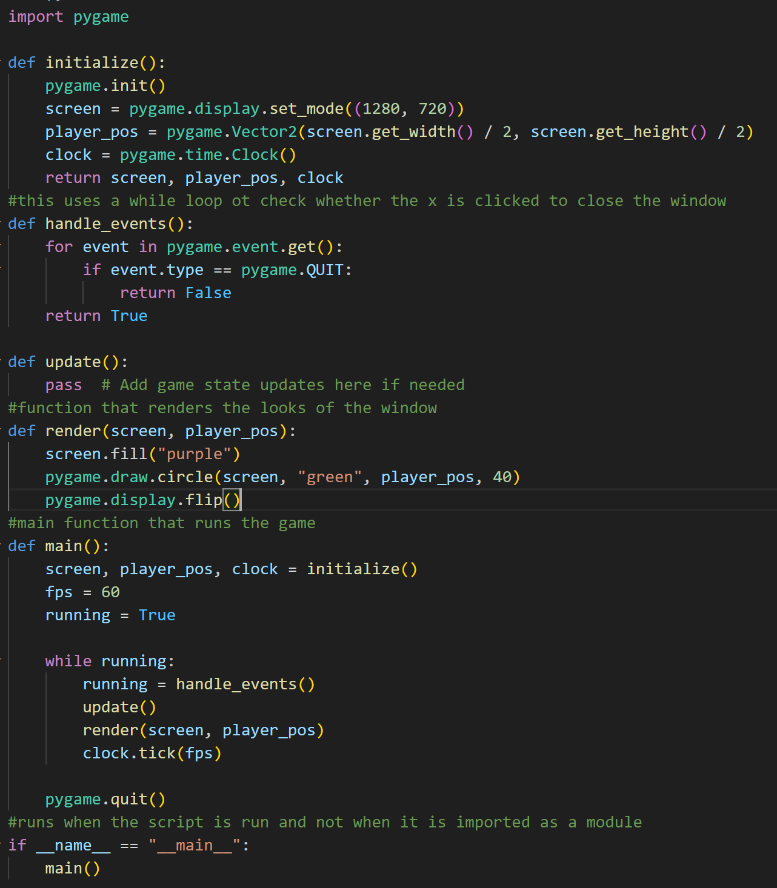 import pygame
def initialize():
    pygame.init()
    screen = pygame.display.set_mode((1280, 720))
    player_pos = pygame.Vector2(screen.get_width() / 2, screen.get_height() / 2)
    clock = pygame.time.Clock()
    return screen, player_pos, clock
#this uses a while loop ot check whether the x is clicked to close the window
def handle_events():
    for event in pygame.event.get():
        if event.type == pygame.QUIT:
            return False
    return True
def update():
    pass  # Add game state updates here if needed
#function that renders the looks of the window
def render(screen, player_pos):
    screen.fill("purple")
    pygame.draw.circle(screen, "green", player_pos, 40)
    pygame.display.flip()
#main function that runs the game
def main():
    screen, player_pos, clock = initialize()
    fps = 60
    running = True
    while running:
        running = handle_events()
        update()
        render(screen, player_pos)
        clock.tick(fps)
    pygame.quit()
#runs when the script is run and not when it is imported as a module
if __name__ == "__main__":
    main()